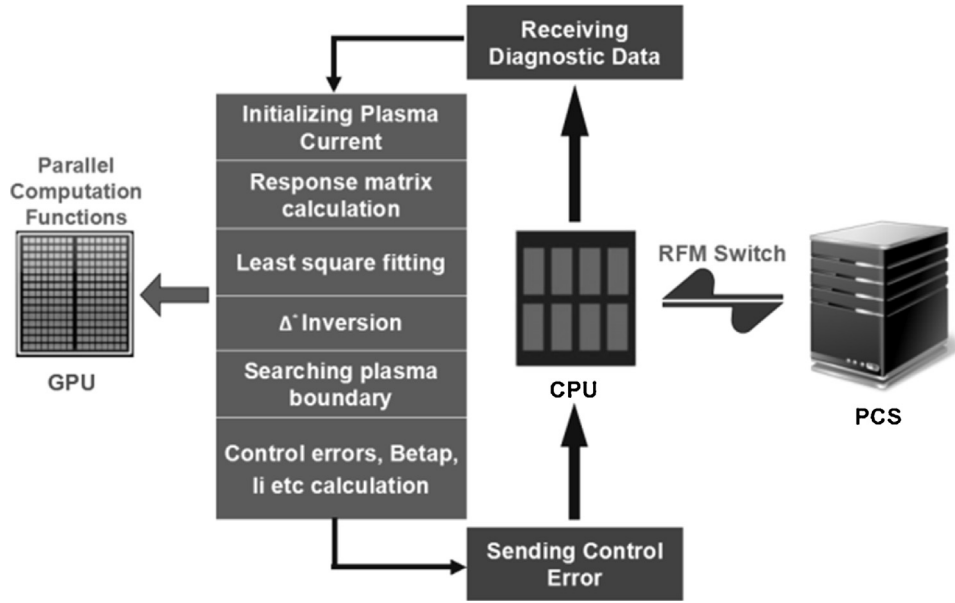 Receiving
Diagnostic Data
Initializing Plasma
Current
Response matrix
calculation
Least square fitting
Δ* Inversion
Searching plasma
boundary
Control errors, Betap,
li etc calculation
Parallel
Computation
Functions
GPU
CPU
RFM Switch
PCS
Sending Control
Error